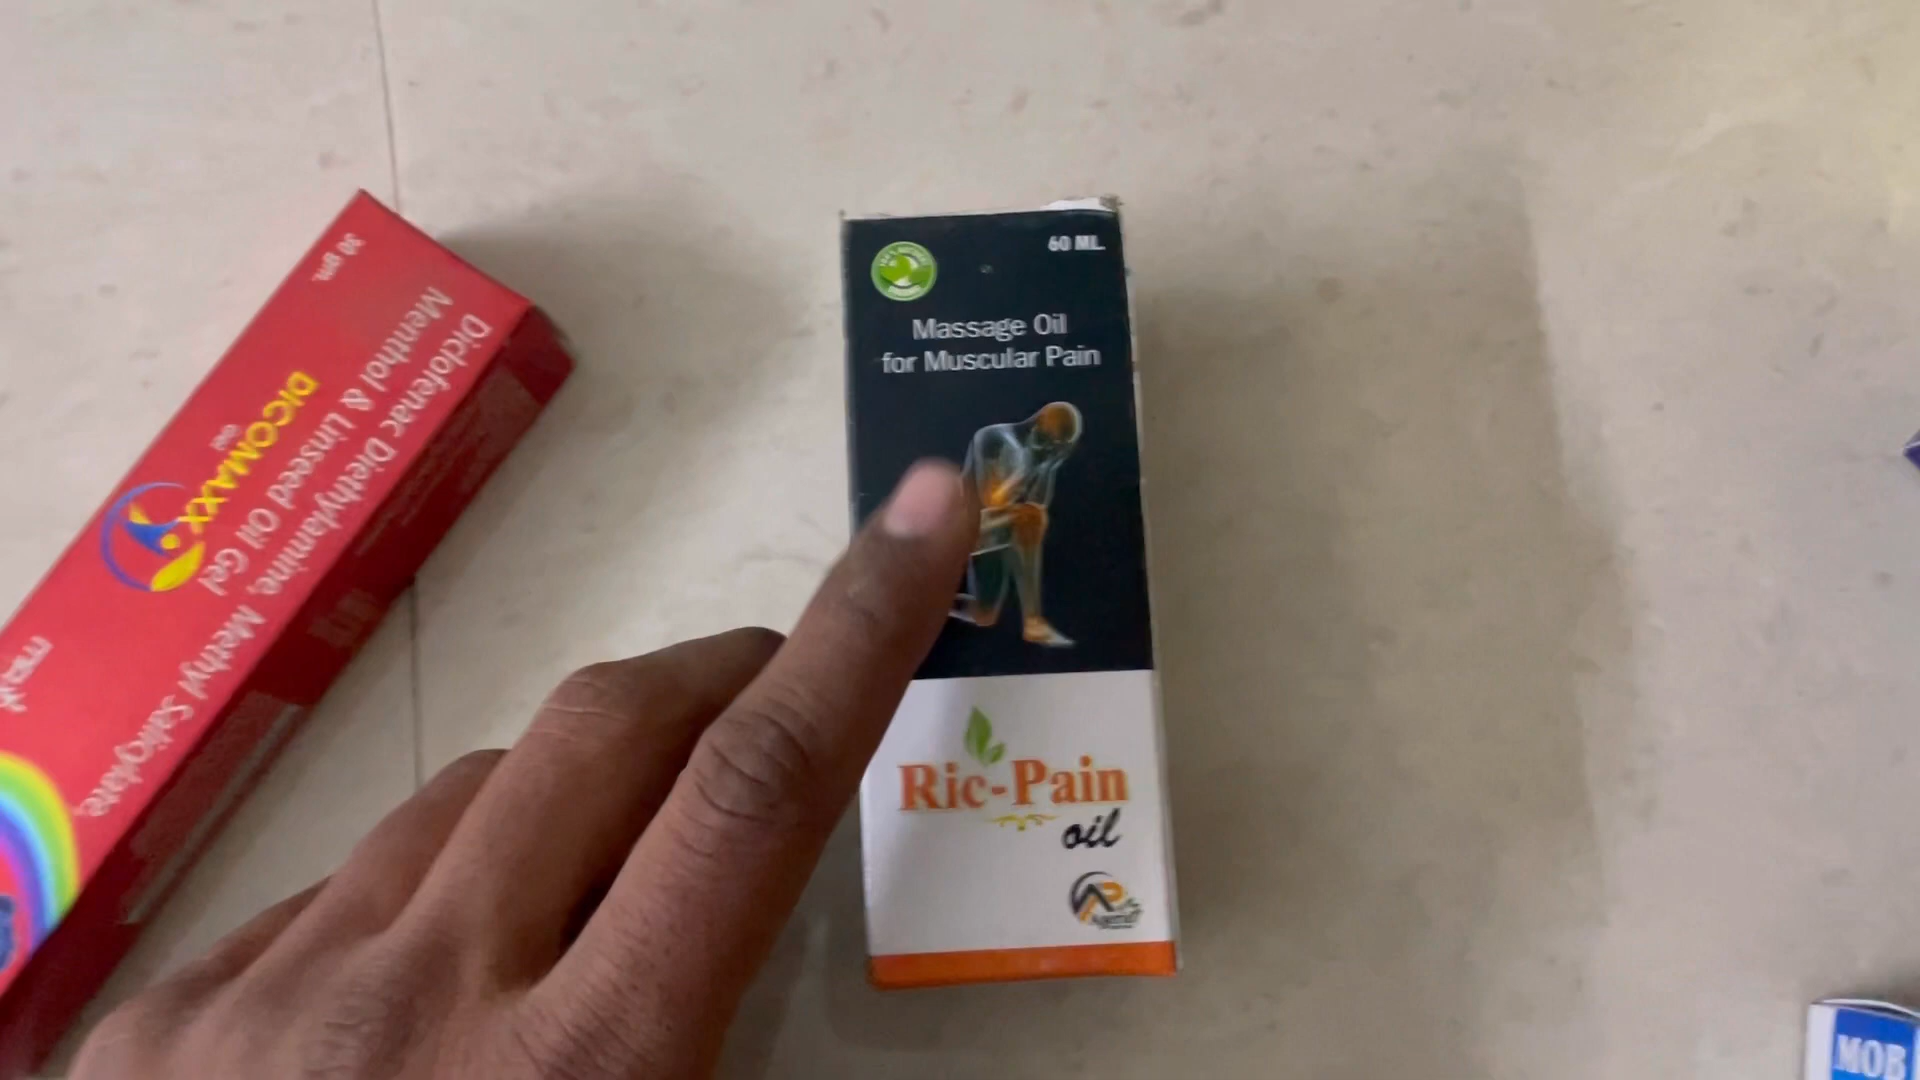 30 gm.
Diclofenac Diethylamine, Methyl Salicylate,
Menthol & Linseed Oil Gel
DICOMAXX
Gel
60 ML.
Massage Oil
for Muscular Pain
Ric-Pain
oil
MOB